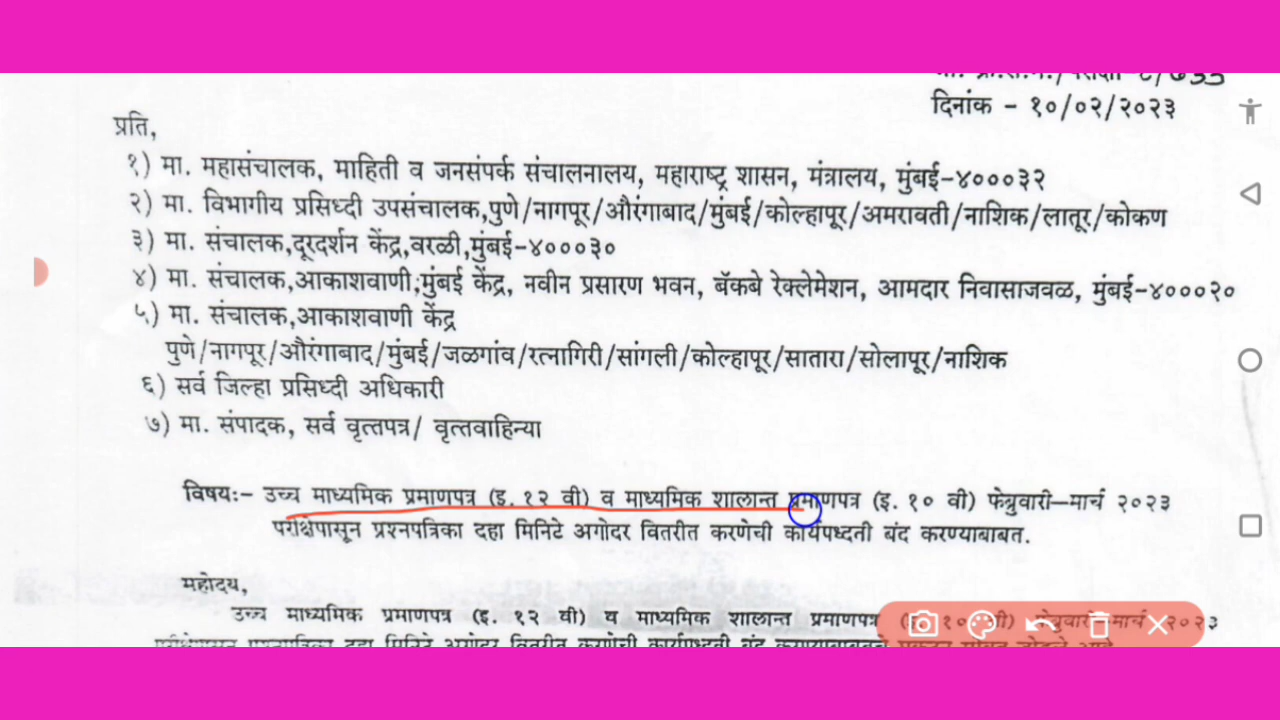 दिनांक - १०/०२/२०२३
प्रति,
१) मा. महासंचालक, माहिती व जनसंपर्क संचालनालय, महाराष्ट्र शासन, मंत्रालय, मुंबई-४०००३२
२) मा. विभागीय प्रसिध्दी उपसंचालक,पुणे/नागपूर/औरंगाबाद/मुंबई/कोल्हापूर/अमरावती/नाशिक/लातूर/कोकण
३) मा. संचालक,दूरदर्शन केंद्र,वरळी,मुंबई-४०००३०
४) मा. संचालक,आकाशवाणी;मुंबई केंद्र, नवीन प्रसारण भवन, बॅकबे रेक्लेमेशन, आमदार निवासाजवळ, मुंबई-४०००२०
५) मा. संचालक,आकाशवाणी केंद्र
पुणे/नागपूर/औरंगाबाद/मुंबई/जळगांव/रत्नागिरी/सांगली/कोल्हापूर/सातारा/सोलापूर/नाशिक
६) सर्व जिल्हा प्रसिध्दी अधिकारी
७) मा. संपादक, सर्व वृत्तपत्र/ वृत्तवाहिन्या
विषयः- उच्च माध्यमिक प्रमाणपत्र (इ. १२ वी) व माध्यमिक शालान्त प्रमाणपत्र (इ. १० वी) फेब्रुवारी-मार्च २०२३
परीक्षेपासून प्रश्नपत्रिका दहा मिनिटे अगोदर वितरीत करणेची कार्यपध्दती बंद करण्याबाबत.
महोदय,
उच्च माध्यमिक प्रमाणपत्र (इ. १२ वी) व माध्यमिक शालान्त प्रमाणपत्र (इ. १० वी) फेब्रुवारी-मार्च २०२३